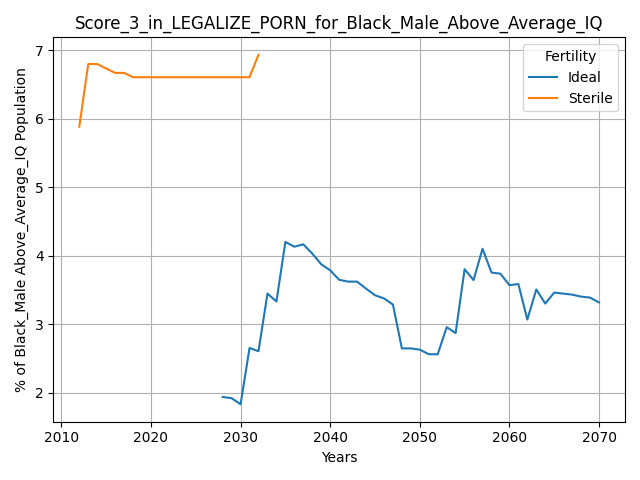 Score_3_in_LEGALIZE_PORN_for_Black_Male_Above_Average_IQ
% of Black_Male Above_Average_IQ Population
7
6
5
4
3
2
Fertility
Ideal
Sterile
2010 2020 2030 2040 2050 2060 2070
Years